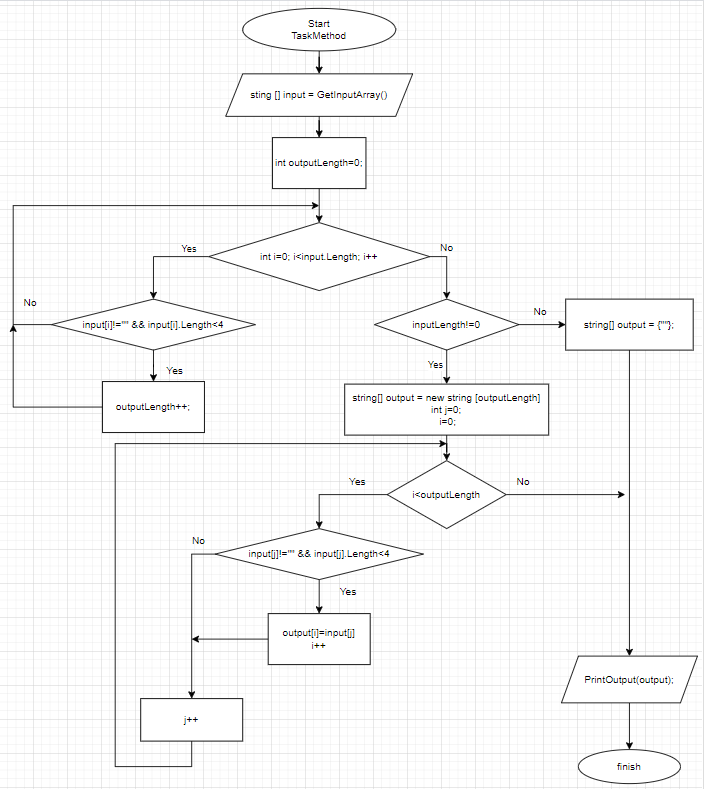 Start
TaskMethod
sting [] input = GetInputArray()
int outputLength=0;
int i=0; i<input.Length; i++
Yes
No
No
input[i]!="" && input[i].Length<4
inputLength!=0
No
string[] output = {""};
Yes
Yes
outputLength++;
string[] output = new string [outputLength]
int j=0;
i=0;
Yes
i<outputLength
No
No
input[j]!="" && input[j].Length<4
Yes
output[i]=input[j]
i++
PrintOutput(output);
j++
finish